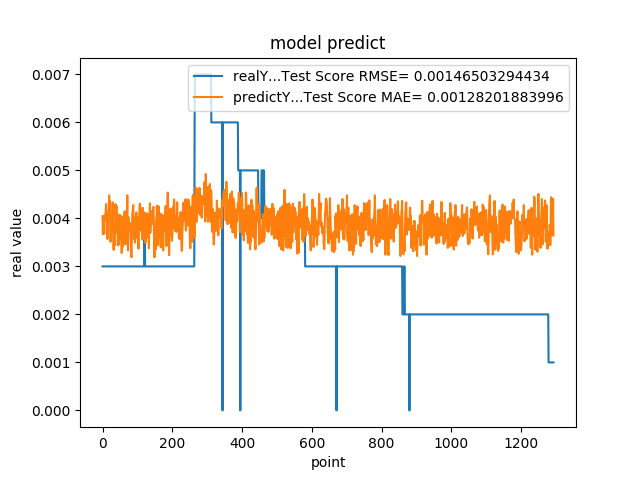 model predict
realY...Test Score RMSE= 0.00146503294434
predictY...Test Score MAE= 0.00128201883996
real value
0.007
0.006
0.005
0.004
0.003
0.002
0.001
0.000
0 200 400 600 800 1000 1200
point